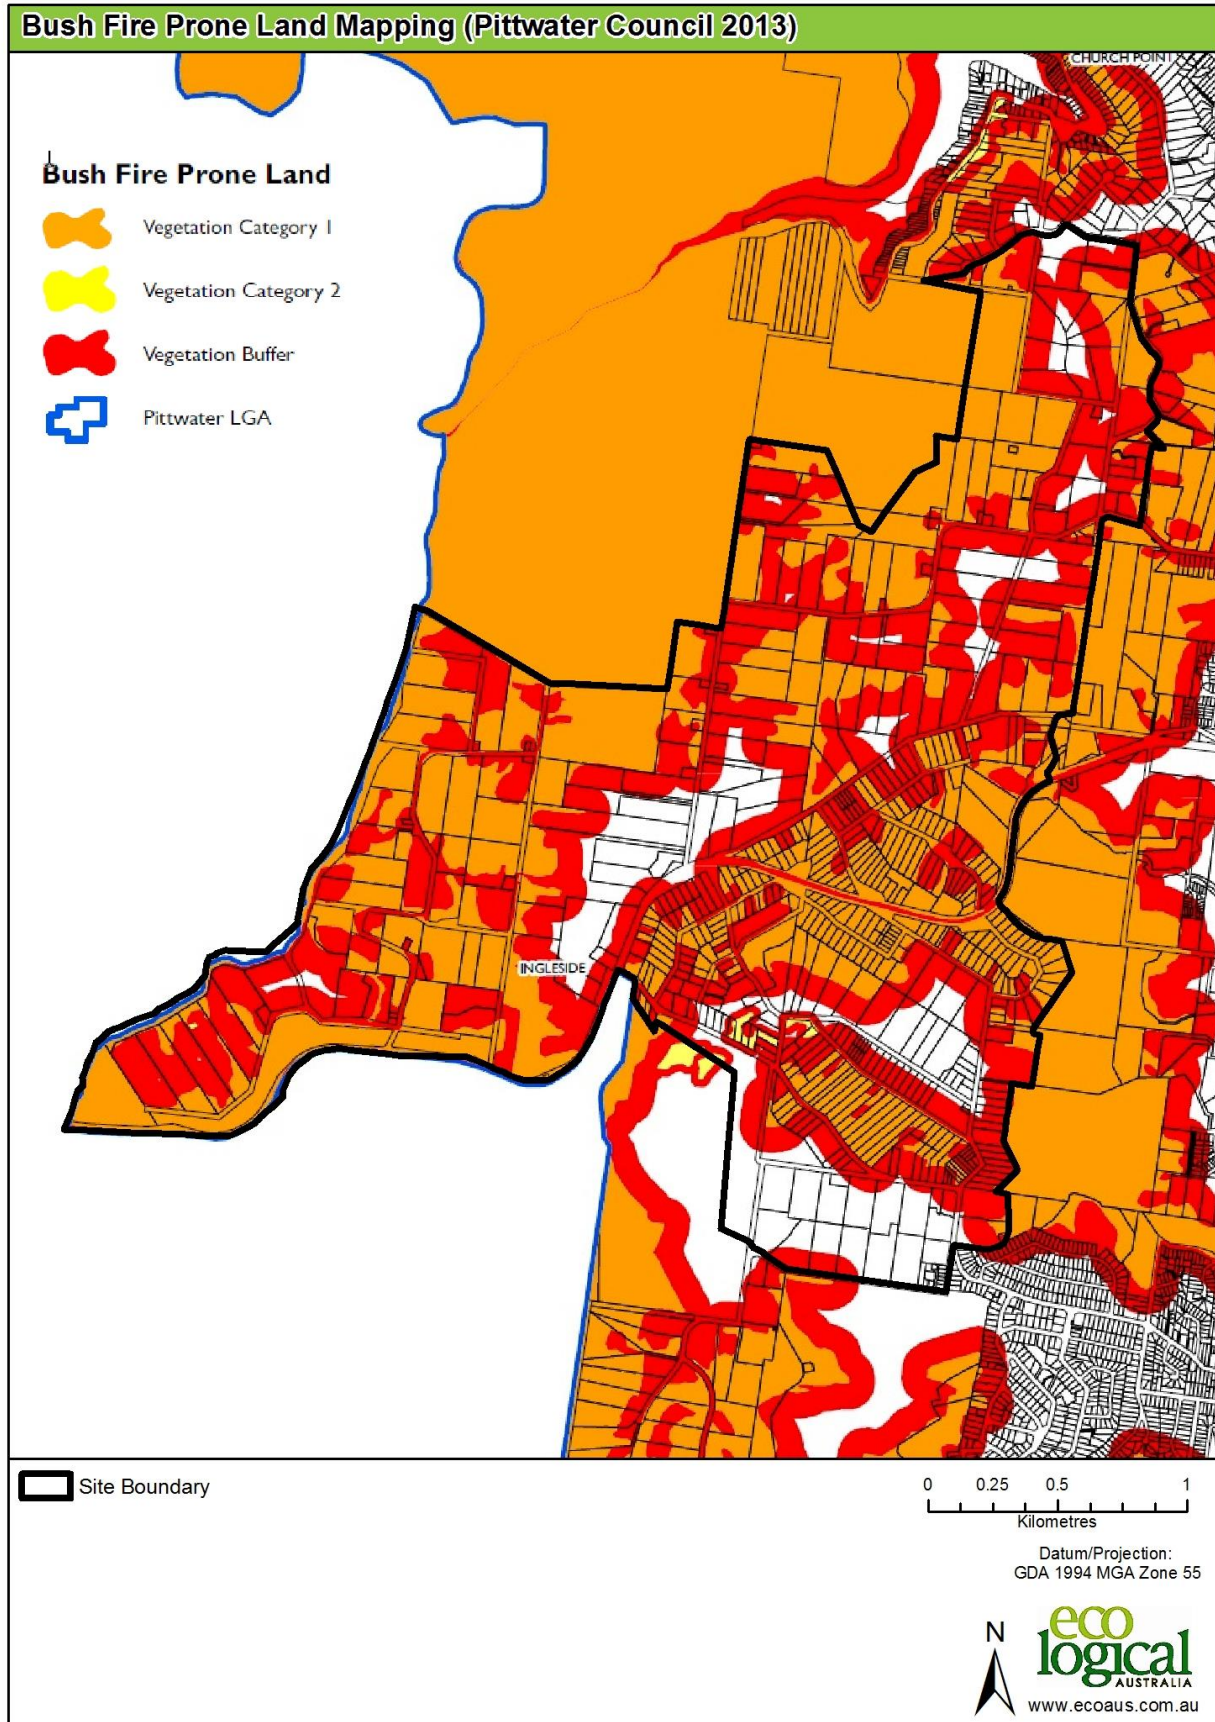 Bush Fire Prone Land Mapping (Pittwater Council 2013)
CHURCH POINT
Bush Fire Prone Land
Vegetation Category 1
Vegetation Category 2
Vegetation Buffer
Pittwater LGA
INGLESIDE
Site Boundary
0 0.25 0.5 1
Kilometres
Datum/Projection:
GDA 1994 MGA Zone 55
N
eco
logical
AUSTRALIA
www.ecoaus.com.au